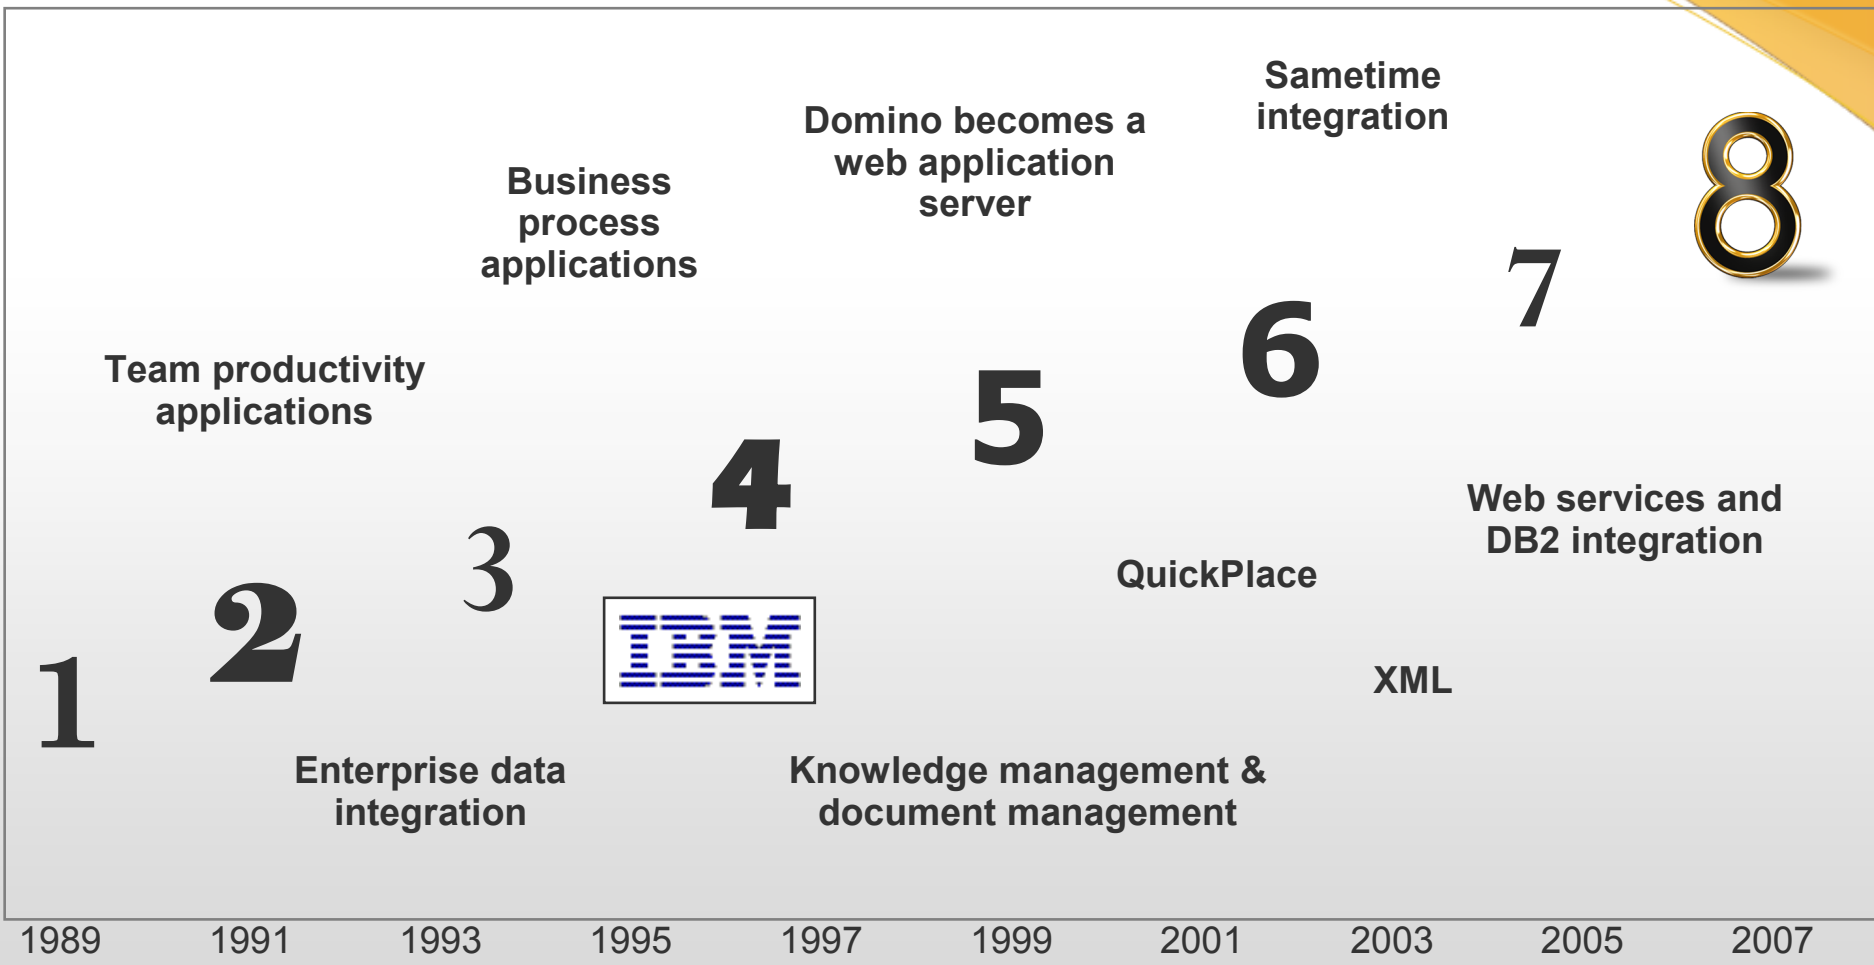 Sametime
integration
Domino becomes a
web application
server
8
Business
process
applications
7
6
Team productivity
applications
5
4
Web services and
DB2 integration
3
QuickPlace
2
IBM
1
XML
Enterprise data
integration
Knowledge management &
document management
1989 1991 1993 1995 1997 1999 2001 2003 2005 2007